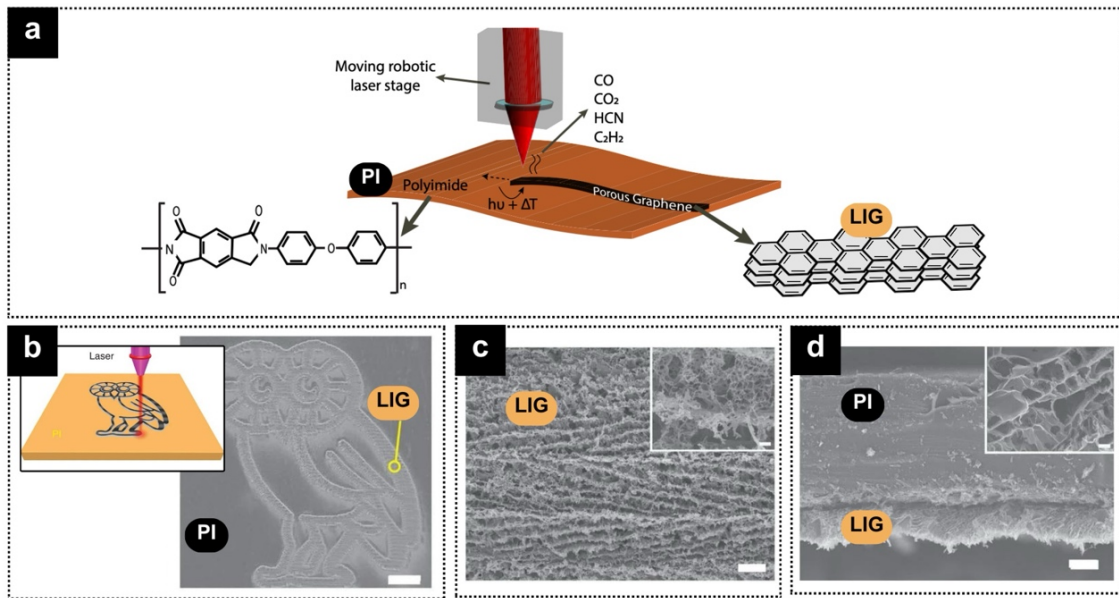 a
Moving robotic
laser stage
CO
CO₂
HCN
C₂H₂
PI
Polyimide
hυ + ΔT
Porous Graphene
LIG
O
O
O
N
N
O
O
n
b
Laser
PI
LIG
PI
c
LIG
d
PI
LIG